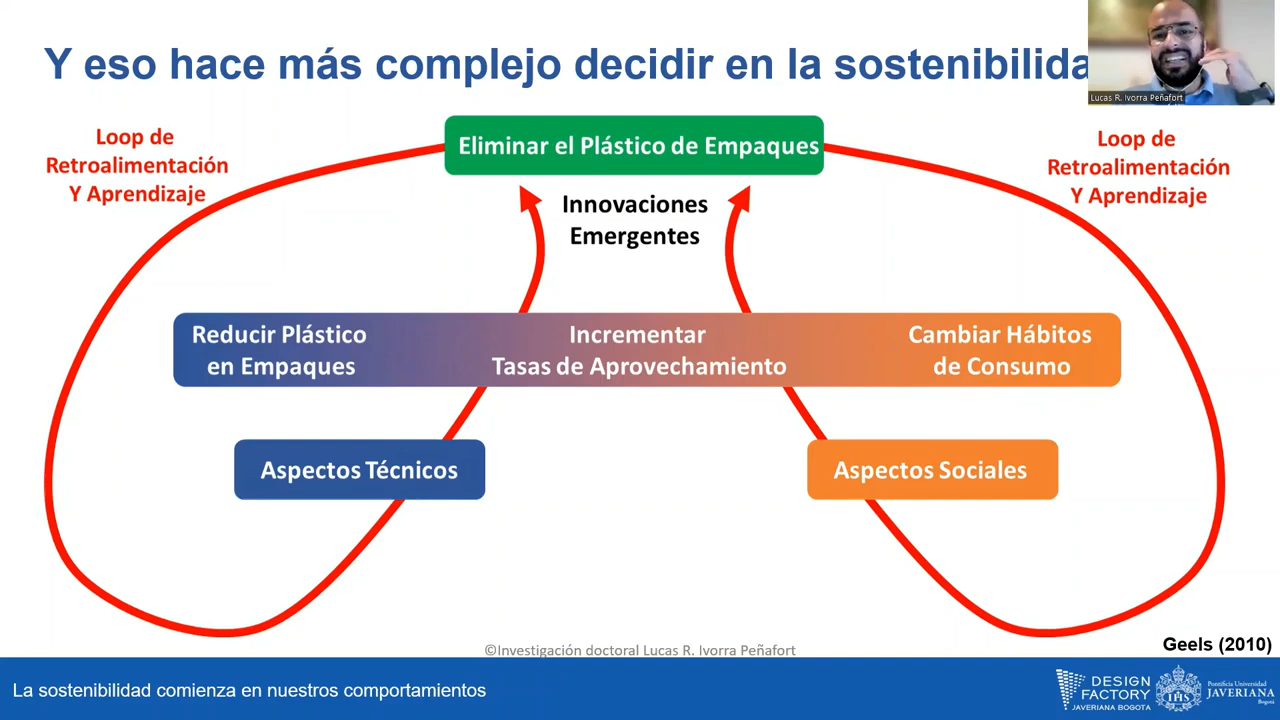 Y eso hace más complejo decidir en la sostenibilida
Lucas R. Ivorra Peñafort
Loop de
Retroalimentación
Y Aprendizaje
Eliminar el Plástico de Empaques
Loop de
Retroalimentación
Y Aprendizaje
Innovaciones
Emergentes
Reducir Plástico
en Empaques
Incrementar
Tasas de Aprovechamiento
Cambiar Hábitos
de Consumo
Aspectos Técnicos
Aspectos Sociales
©Investigación doctoral Lucas R. Ivorra Peñafort
Geels (2010)
La sostenibilidad comienza en nuestros comportamientos
DESIGN
FACTORY
JAVERIANA BOGOTA
IHS
Pontificia Universidad
JAVERIANA
Bogotá